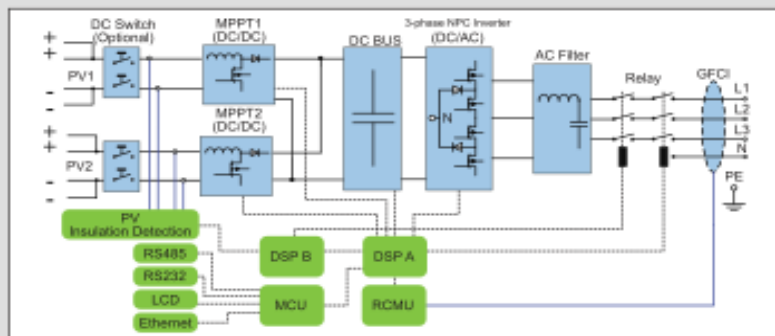 DC Switch
(Optional)
MPPT1
(DC/DC)
DC BUS
3-phase NPC Inverter
(DC/AC)
AC Filter
Relay
GFCI
+
+
PV1
-
-
L1
L2
L3
N
N
MPPT2
(DC/DC)
+
+
PV2
-
-
PE
PV
Insulation Detection
RS485
RS232
LCD
Ethernet
DSP B
DSP A
MCU
RCMU